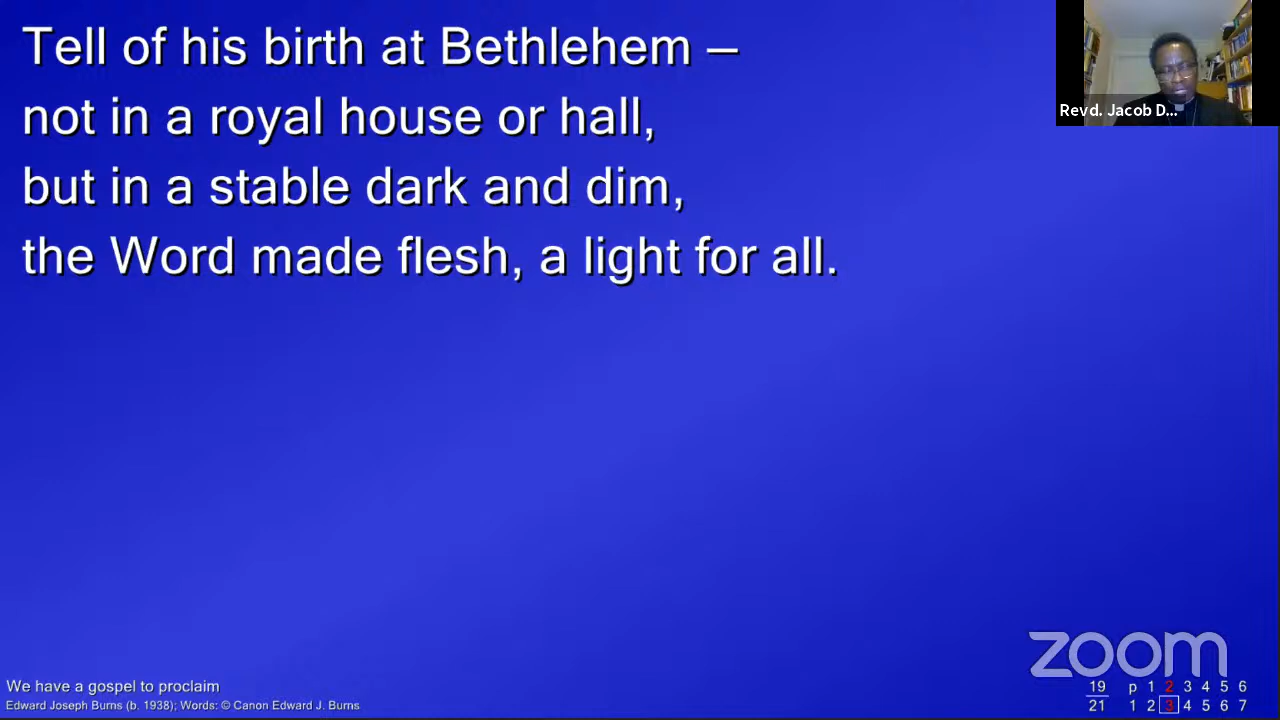 Tell of his birth at Bethlehem –
not in a royal house or hall,
but in a stable dark and dim,
the Word made flesh, a light for all.
Revd. Jacob D...
zoom
We have a gospel to proclaim
Edward Joseph Burns (b. 1938); Words: © Canon Edward J. Burns
19 p 1 2 3 4 5 6
21 1 2 3 4 5 6 7